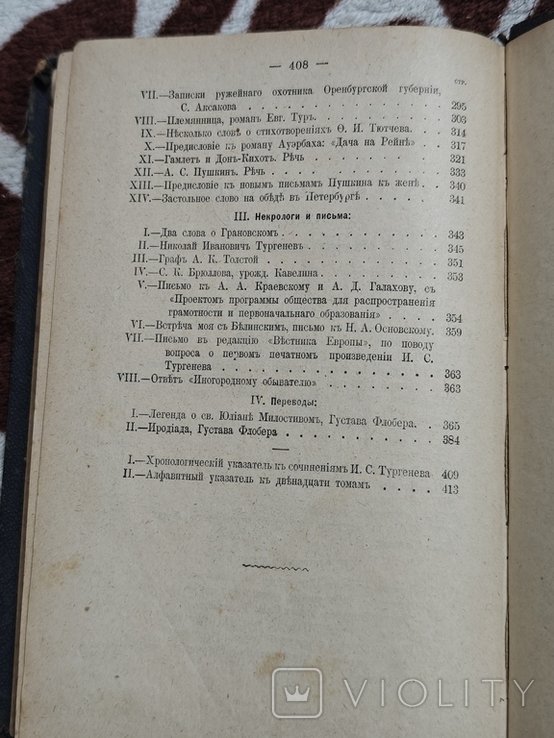 — 408 —
СТР.
VII.—Записки ружейнаго охотника Оренбургской губерніи,
С. Аксакова . . . . . . . . . . . . 295
VIII.—Племянница, романъ Евг. Туръ. . . . . . . 303
IX.—Нѣсколько словъ о стихотвореніяхъ Ѳ. И. Тютчева. 314
X.—Предисловіе къ роману Ауэрбаха: «Дача на Рейнѣ» 317
XI.—Гамлетъ и Донъ-Кихотъ. Рѣчь . . . . . . 321
XII.—А. С. Пушкинъ. Рѣчь . . . . . . . . 333
XIII.—Предисловіе къ новымъ письмамъ Пушкина къ женѣ. 340
XIV.—Застольное слово на обѣдѣ въ Петербургѣ . . . 341
III. Некрологи и письма:
I.—Два слова о Грановскомъ . . . . . . . 343
II.—Николай Ивановичъ Тургеневъ . . . . . . 345
III.—Графъ А. К. Толстой . . . . . . . . 351
IV.—С. К. Брюллова, урожд. Кавелина . . . . . 353
V.—Письмо къ А. А. Краевскому и А. Д. Галахову, съ
«Проектомъ программы общества для распространенія
грамотности и первоначальнаго образованія» . . . 354
VI.—Встрѣча моя съ Бѣлинскимъ, письмо къ Н. А. Основскому. 359
VII.—Письмо въ редакцію «Вѣстника Европы», по поводу
вопроса о первомъ печатномъ произведеніи И. С.
Тургенева . . . . . . . . . . . . 363
VIII.—Отвѣтъ «Иногородному обывателю» . . . . . 363
IV. Переводы:
I.—Легенда о св. Юліанѣ Милостивомъ, Густава Флобера. 365
II.—Иродіада, Густава Флобера . . . . . . . 384
I.—Хронологическій указатель къ сочиненіямъ И. С. Тургенева 409
II.—Алфавитный указатель къ двѣнадцати томамъ . . . . 413
VIOLITY